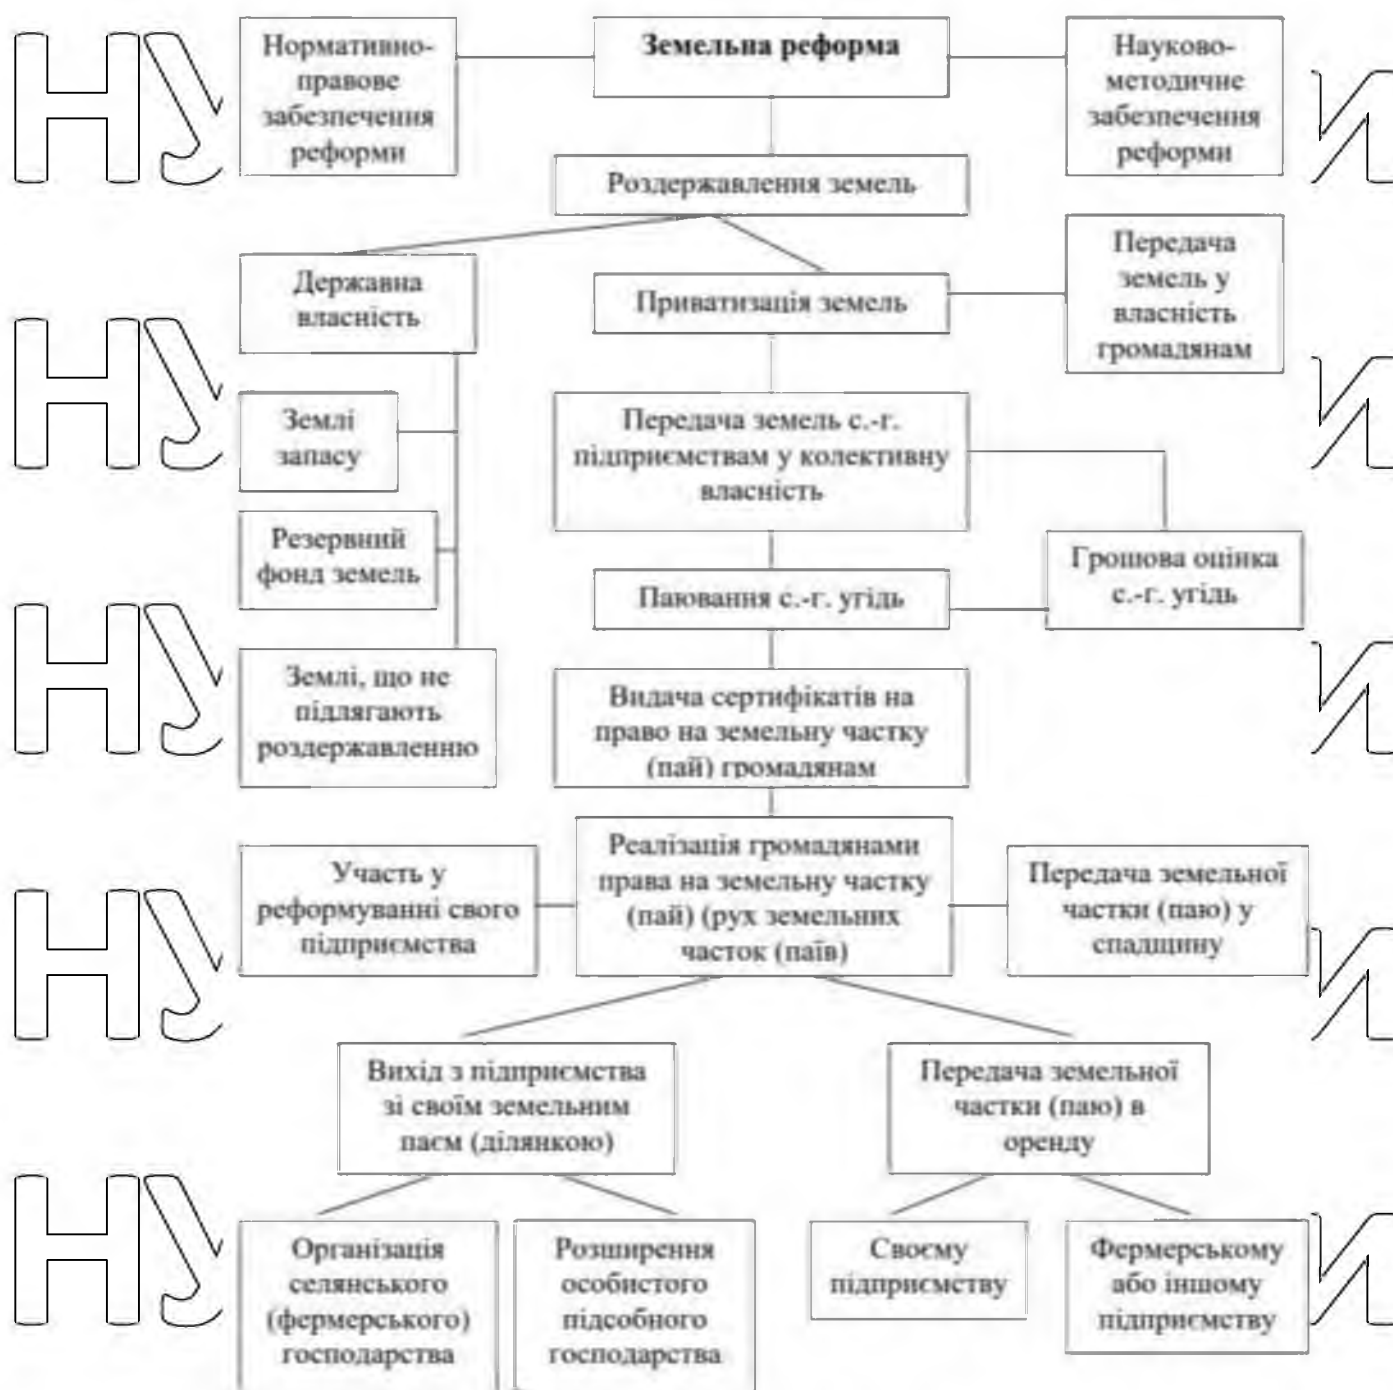 Нормативно-
правове
забезпечення
реформи
Земельна реформа
Науково-
методичне
забезпечення
реформи
Роздержавлення земель
Державна
власність
Приватизація земель
Передача
земель у
власність
громадянам
Землі
запасу
Передача земель с.-г.
підприємствам у колективну
власність
Резервний
фонд земель
Грошова оцінка
с.-г. угідь
Паювання с.-г. угідь
Землі, що не
підлягають
роздержавленню
Видача сертифікатів на
право на земельну частку
(пай) громадянам
Участь у
реформуванні свого
підприємства
Реалізація громадянами
права на земельну частку
(пай) (рух земельних
часток (паїв)
Передача земельної
частки (паю) у
спадщину
Вихід з підприємства
зі своїм земельним
паєм (ділянкою)
Передача земельної
частки (паю) в
оренду
Організація
селянського
(фермерського)
господарства
Розширення
особистого
підсобного
господарства
Своєму
підприємству
Фермерському
або іншому
підприємству
НУ
И
НУ
И
НУ
И
НУ
И
НУ
И